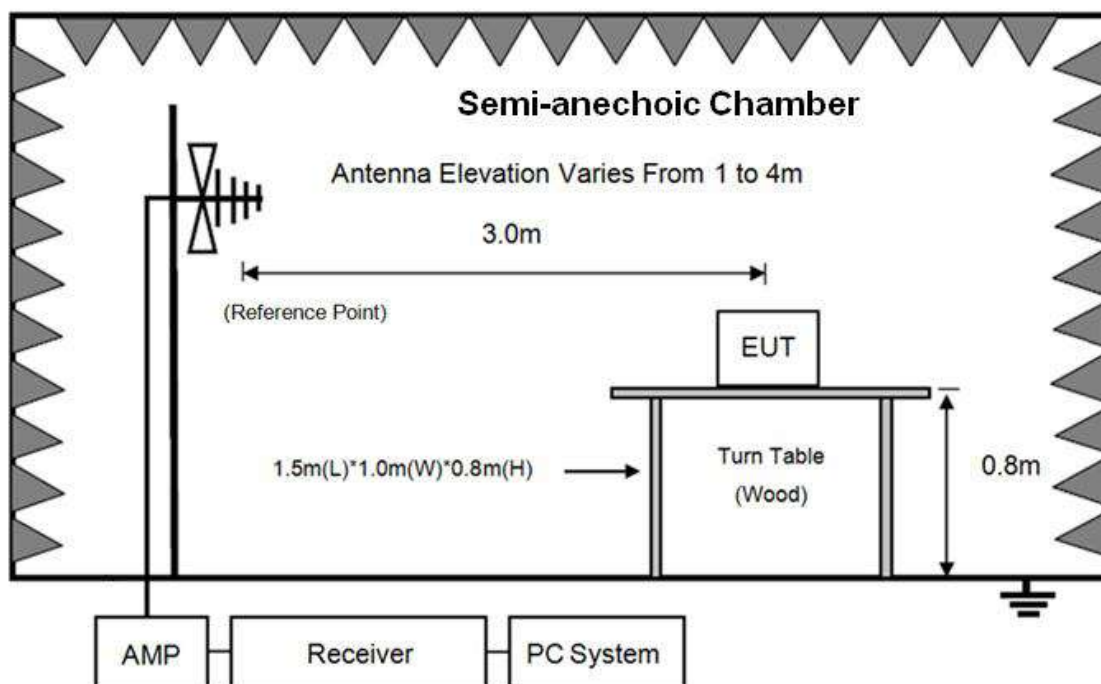 Semi-anechoic Chamber
Antenna Elevation Varies From 1 to 4m
3.0m
(Reference Point)
EUT
1.5m(L)*1.0m(W)*0.8m(H)
Turn Table
(Wood)
0.8m
AMP
Receiver
PC System